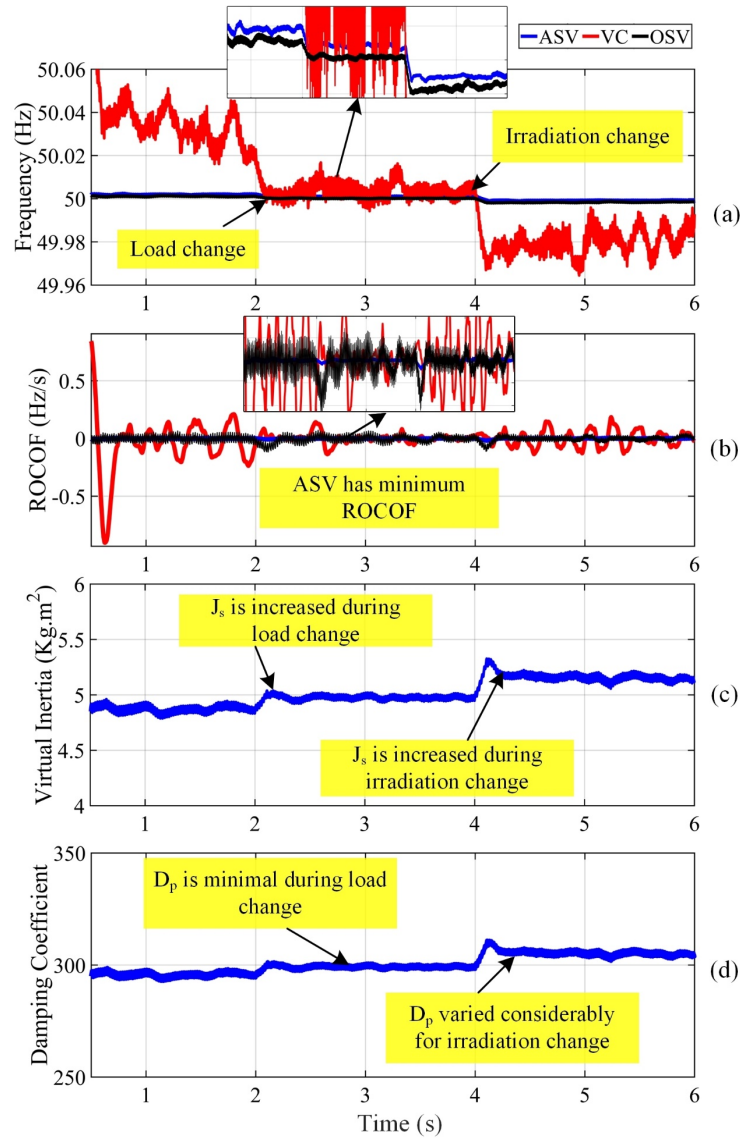 ASV VC OSV
50.06
50.04
50.02
50
49.98
49.96
Frequency (Hz)
Irradiation change
Load change
(a)
1 2 3 4 5 6
0.5
0
-0.5
ROCOF (Hz/s)
ASV has minimum
ROCOF
(b)
1 2 3 4 5 6
6
5.5
5
4.5
4
Virtual Inertia (Kg.m²)
Jₛ is increased during
load change
Jₛ is increased during
irradiation change
(c)
1 2 3 4 5 6
350
300
250
Damping Coefficient
Dₚ is minimal during load
change
Dₚ varied considerably
for irradiation change
(d)
1 2 3 4 5 6
Time (s)